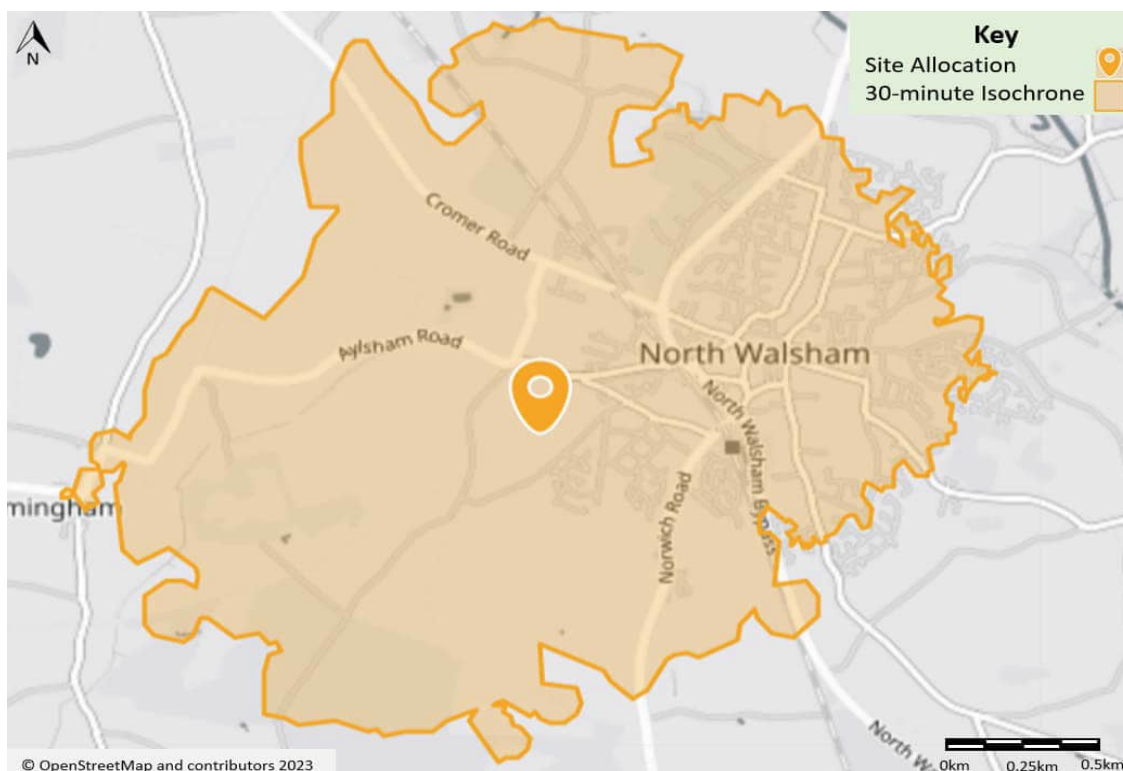 N
Key
Site Allocation
30-minute Isochrone
Cromer Road
Aylsham Road
North Walsham
North Walsham Bypass
Norwich Road
mingham
North Wa
© OpenStreetMap and contributors 2023
0km 0.25km 0.5km